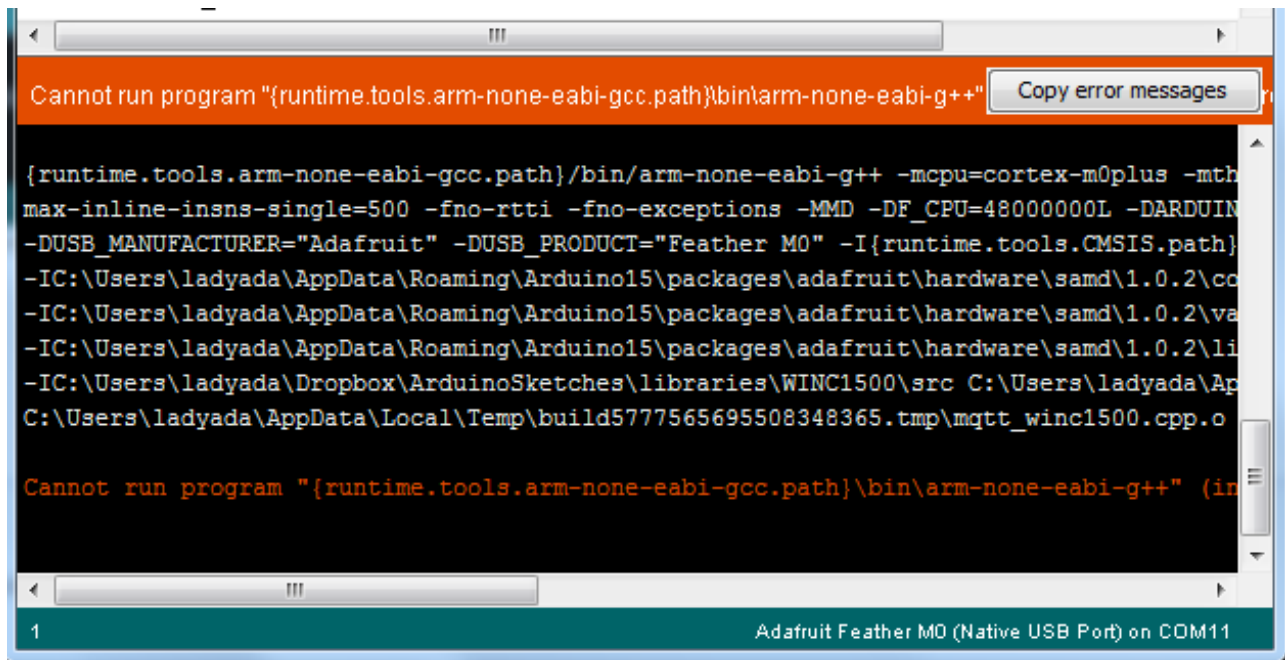 Cannot run program "{runtime.tools.arm-none-eabi-gcc.path}\bin\arm-none-eabi-g++"
Copy error messages
{runtime.tools.arm-none-eabi-gcc.path}/bin/arm-none-eabi-g++ -mcpu=cortex-m0plus -mth
max-inline-insns-single=500 -fno-rtti -fno-exceptions -MMD -DF_CPU=48000000L -DARDUIN
-DUSB_MANUFACTURER="Adafruit" -DUSB_PRODUCT="Feather M0" -I{runtime.tools.CMSIS.path}
-IC:\Users\ladyada\AppData\Roaming\Arduino15\packages\adafruit\hardware\samd\1.0.2\co
-IC:\Users\ladyada\AppData\Roaming\Arduino15\packages\adafruit\hardware\samd\1.0.2\va
-IC:\Users\ladyada\AppData\Roaming\Arduino15\packages\adafruit\hardware\samd\1.0.2\li
-IC:\Users\ladyada\Dropbox\ArduinoSketches\libraries\WINC1500\src C:\Users\ladyada\Ap
C:\Users\ladyada\AppData\Local\Temp\build5777565695508348365.tmp\mqtt_winc1500.cpp.o
Cannot run program "{runtime.tools.arm-none-eabi-gcc.path}\bin\arm-none-eabi-g++" (in
1
Adafruit Feather M0 (Native USB Port) on COM11